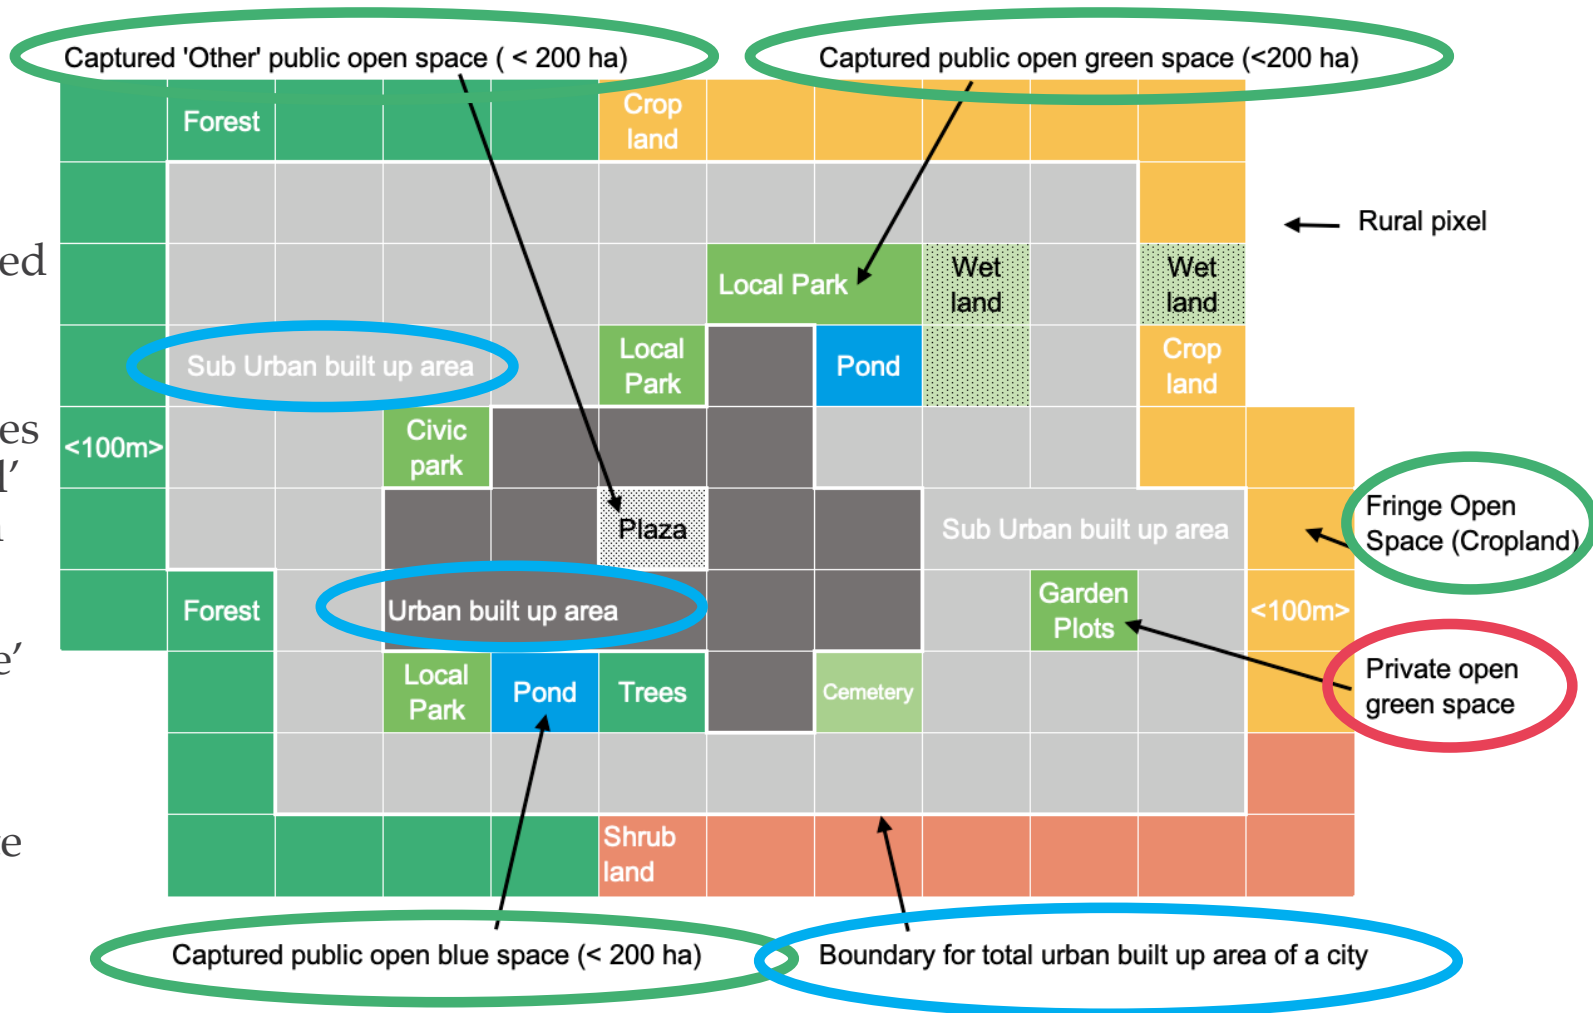 Captured 'Other' public open space ( < 200 ha)
Captured public open green space (<200 ha)
Forest
Crop
land
Rural pixel
ed
Local Park
Wet
land
Wet
land
Sub Urban built up area
Local
Park
Pond
Crop
land
es
<100m>
Civic
park
l’
Fringe Open
Space (Cropland)
Plaza
Sub Urban built up area
Forest
Urban built up area
Garden
Plots
<100m>
e’
Private open
green space
Local
Park
Pond
Trees
Cemetery
re
Shrub
land
Captured public open blue space (< 200 ha)
Boundary for total urban built up area of a city